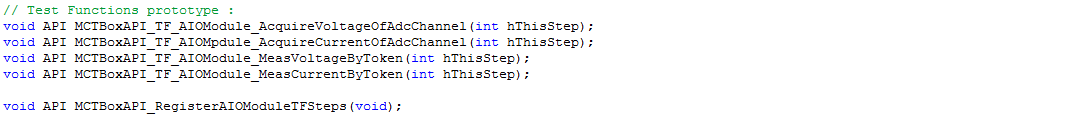 // Test Functions prototype :
void API MCTBoxAPI_TF_AIOModule_AcquireVoltageOfAdcChannel(int hThisStep);
void API MCTBoxAPI_TF_AIOMpdule_AcquireCurrentOfAdcChannel(int hThisStep);
void API MCTBoxAPI_TF_AIOModule_MeasVoltageByToken(int hThisStep);
void API MCTBoxAPI_TF_AIOModule_MeasCurrentByToken(int hThisStep);
void API MCTBoxAPI_RegisterAIOModuleTFSteps(void);